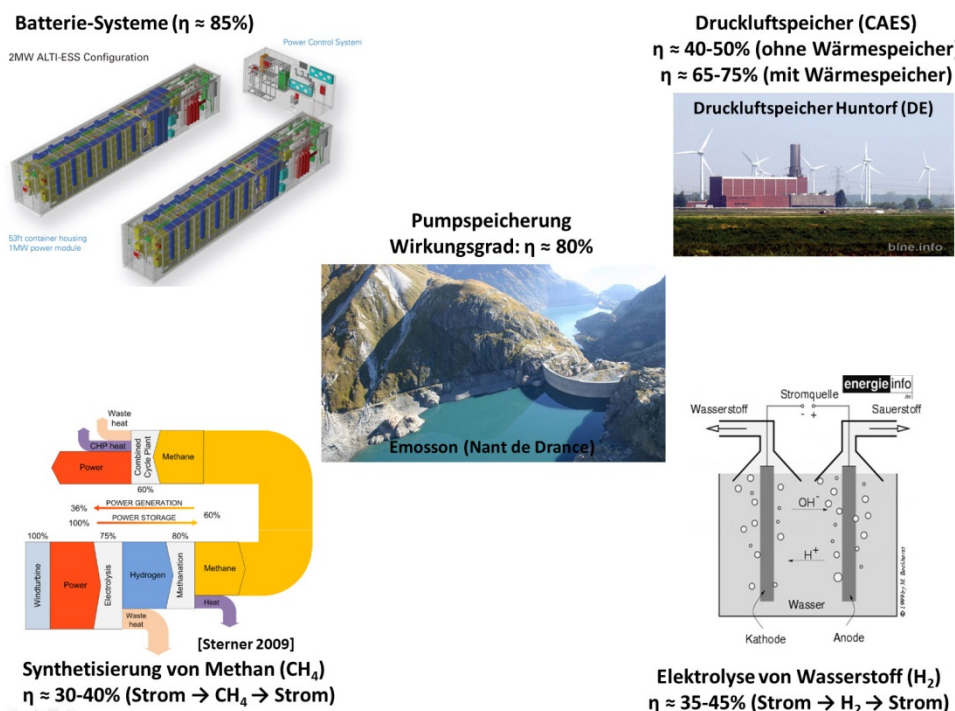 Batterie-Systeme (η ≈ 85%)
2MW ALTI-ESS Configuration
Power Control System
53ft container housing
1MW power module
Druckluftspeicher (CAES)
η ≈ 40-50% (ohne Wärmespeicher)
η ≈ 65-75% (mit Wärmespeicher)
Druckluftspeicher Huntorf (DE)
bine.info
Pumpspeicherung
Wirkungsgrad: η ≈ 80%
Emosson (Nant de Drance)
Waste
heat
CHP heat
Power
Combined
Cycle Plant
Methane
60%
36%
POWER GENERATION
100%
POWER STORAGE
60%
100%
75%
80%
Windturbine
Power
Electrolysis
Hydrogen
Methanation
Methane
Waste
heat
Heat
[Sterner 2009]
Synthetisierung von Methan (CH₄)
η ≈ 30-40% (Strom → CH₄ → Strom)
energieinfo
.de
Stromquelle
Wasserstoff
- +
Sauerstoff
OH⁻
H⁺
Wasser
Kathode
Anode
Elektrolyse von Wasserstoff (H₂)
η ≈ 35-45% (Strom → H₂ → Strom)